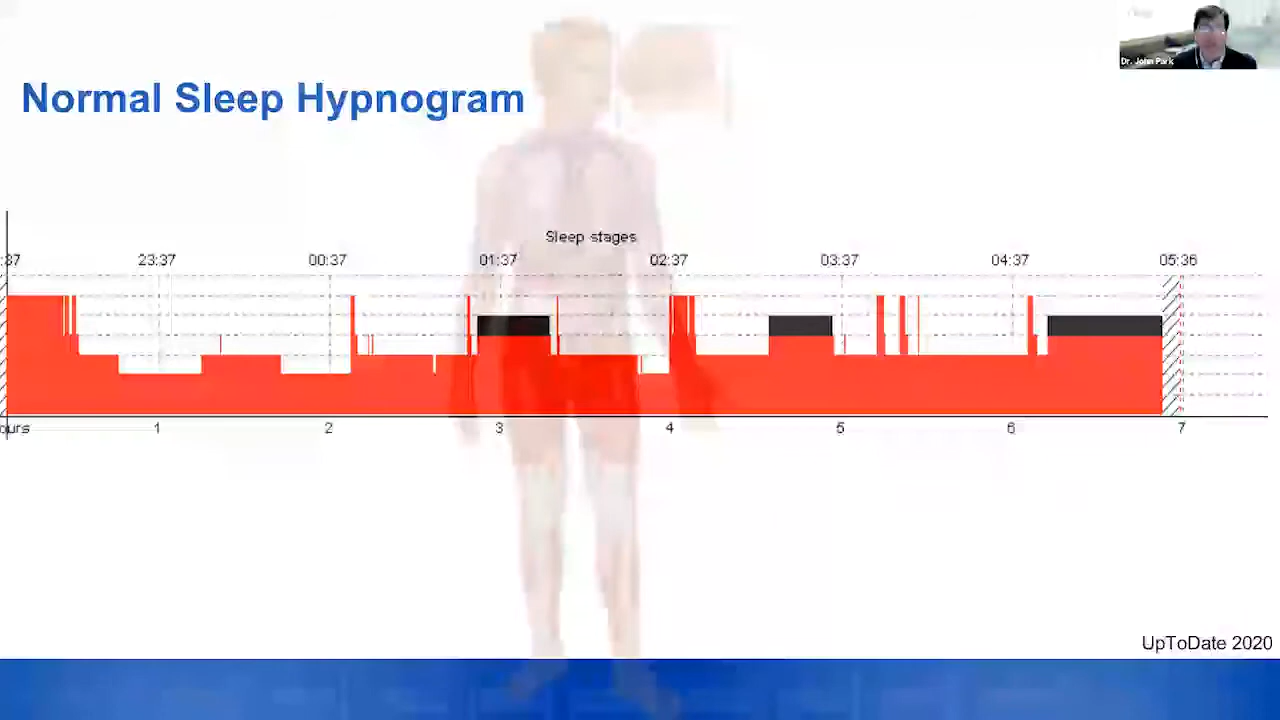 Dr. John Park
Normal Sleep Hypnogram
Sleep stages
:37 23:37 00:37 01:37 02:37 03:37 04:37 05:36
ours 1 2 3 4 5 6 7
UpToDate 2020